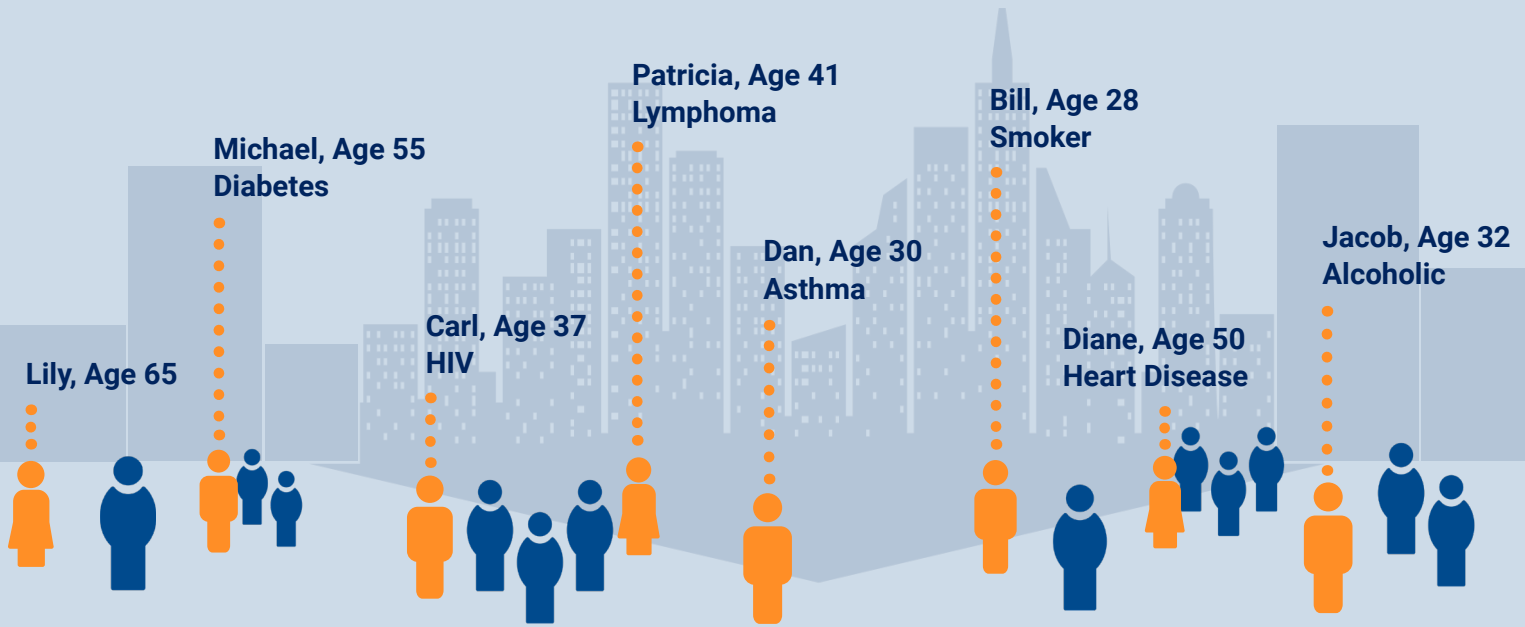 Lily, Age 65
Michael, Age 55
Diabetes
Carl, Age 37
HIV
Patricia, Age 41
Lymphoma
Dan, Age 30
Asthma
Bill, Age 28
Smoker
Diane, Age 50
Heart Disease
Jacob, Age 32
Alcoholic